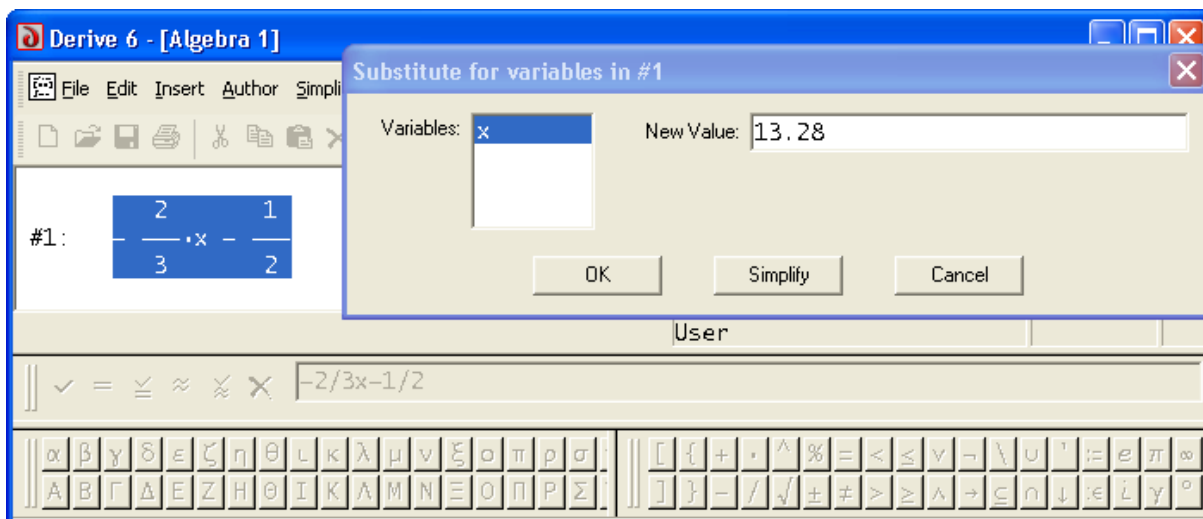 Derive 6 - [Algebra 1]
Substitute for variables in #1
File Edit Insert Author Simpli
Variables: x New Value: 13.28
#1: - 2/3 ·x - 1/2
OK Simplify Cancel
User
✓ = ≈ -2/3x-1/2
α β γ δ ε ζ η θ ι κ λ μ ν ξ ο π ρ σ [ { + · ^ % = < ≤ ∨ ¬ \ ∪ ' := e π ∞
Α Β Γ Δ Ε Ζ Η Θ Ι Κ Λ Μ Ν Ξ Ο Π Ρ Σ ] } - / √ ± ≠ > ≥ ∧ → ⊆ ∩ ↓ :∈ i γ °